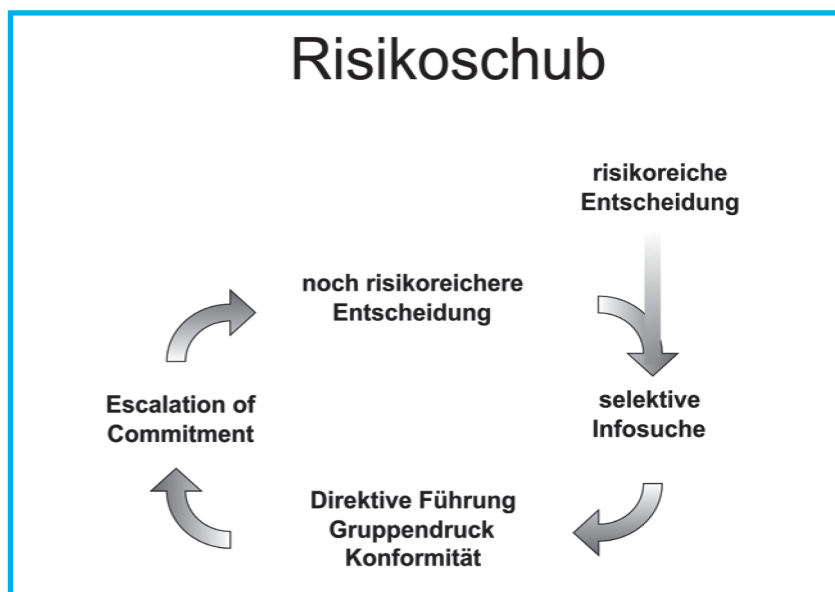 Risikoschub
risikoreiche
Entscheidung
noch risikoreichere
Entscheidung
selektive
Infosuche
Direktive Führung
Gruppendruck
Konformität
Escalation of
Commitment